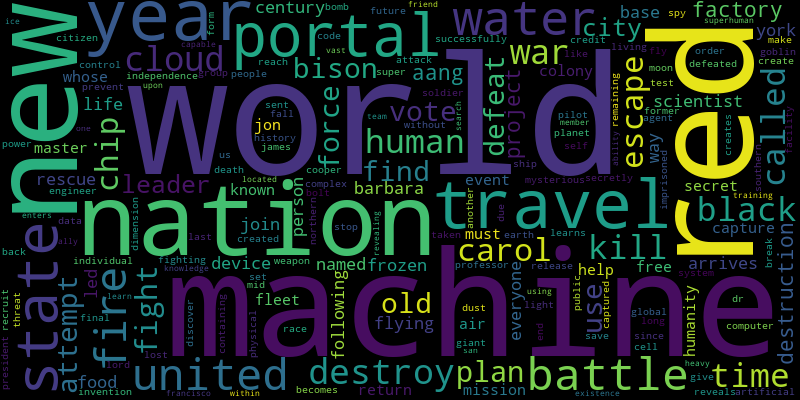 world
machine
red
new
nation
portal
travel
year
state
water
united
battle
human
destroy
kill
fire
cloud
bison
war
city
black
called
time
plan
carol
old
find
vote
force
escape
defeat
chip
leader
fight
attempt
use
factory
century
aang
life
jon
master
rescue
engineer
known
barbara
join
person
device
named
frozen
flying
following
fleet
food
invention
return
mission
help
free
must
event
arrives
secret
capture
destruction
scientist
colony
project
base
spy
york
way
humanity
everyone
air
dust
giant
led
individual
independence
whose
citizen
control
prevent
power
people
group
reach
code
future
bomb
form
capable
vast
friend
super
attack
successfully
soldier
without
team
search
credit
living
like
fly
moon
test
order
defeated
superhuman
make
goblin
create
creates
former
agent
facility
training
southern
imprisoned
remaining
ability
pilot
member
planet
self
ship
mysterious
secretly
another
due
earth
learns
taken
professor
release
light
using
captured
public
end
save
since
cell
global
long
system
computer
dr
artificial
reveals
give
heavy
break
existence
san
race
becomes
set
mid
weapon
created
located
complex
death
cooper
bolt
northern
stop
revealing
history
james
sent
fall
us
upon
one
ice
president
recruit
threat
back
enters
data
ally
fighting
last
dimension
learn
final
lost
lord
discover
knowledge
containing
physical
francisco
within